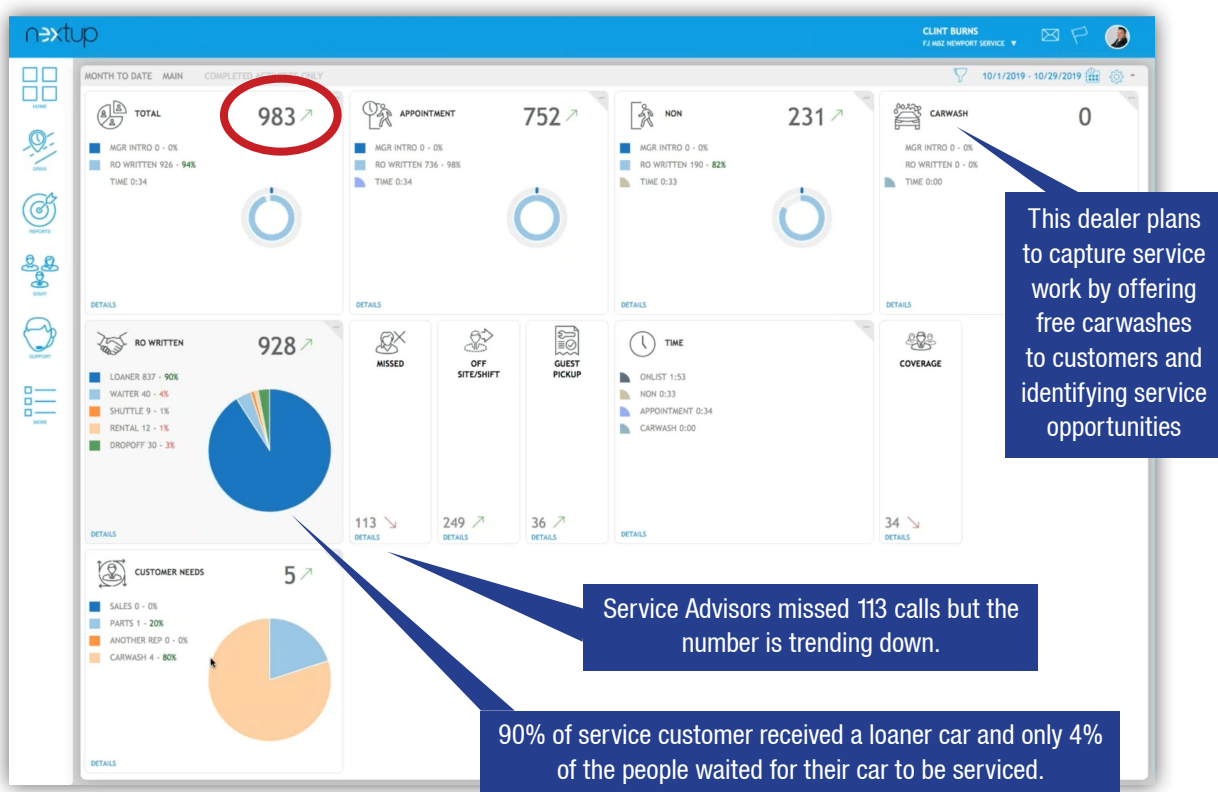 nextup
CLINT BURNS
FJ MBZ NEWPORT SERVICE ▼
HOME
DRIVE
REPORTS
STAFF
SUPPORT
MORE
MONTH TO DATE MAIN COMPLETED ACTIVITIES ONLY
10/1/2019 - 10/29/2019
TOTAL 983
MGR INTRO 0 - 0%
RO WRITTEN 926 - 94%
TIME 0:34
DETAILS
APPOINTMENT 752
MGR INTRO 0 - 0%
RO WRITTEN 736 - 98%
TIME 0:34
DETAILS
NON 231
MGR INTRO 0 - 0%
RO WRITTEN 190 - 82%
TIME 0:33
DETAILS
CARWASH 0
MGR INTRO 0 - 0%
RO WRITTEN 0 - 0%
TIME 0:00
DETAILS
This dealer plans
to capture service
work by offering
free carwashes
to customers and
identifying service
opportunities
RO WRITTEN 928
LOANER 837 - 90%
WAITER 40 - 4%
SHUTTLE 9 - 1%
RENTAL 12 - 1%
DROPOFF 30 - 3%
DETAILS
MISSED
113
DETAILS
OFF
SITE/SHIFT
249
DETAILS
GUEST
PICKUP
36
DETAILS
TIME
ONLIST 1:53
NON 0:33
APPOINTMENT 0:34
CARWASH 0:00
DETAILS
COVERAGE
34
DETAILS
CUSTOMER NEEDS 5
SALES 0 - 0%
PARTS 1 - 20%
ANOTHER REP 0 - 0%
CARWASH 4 - 80%
DETAILS
Service Advisors missed 113 calls but the
number is trending down.
90% of service customer received a loaner car and only 4%
of the people waited for their car to be serviced.